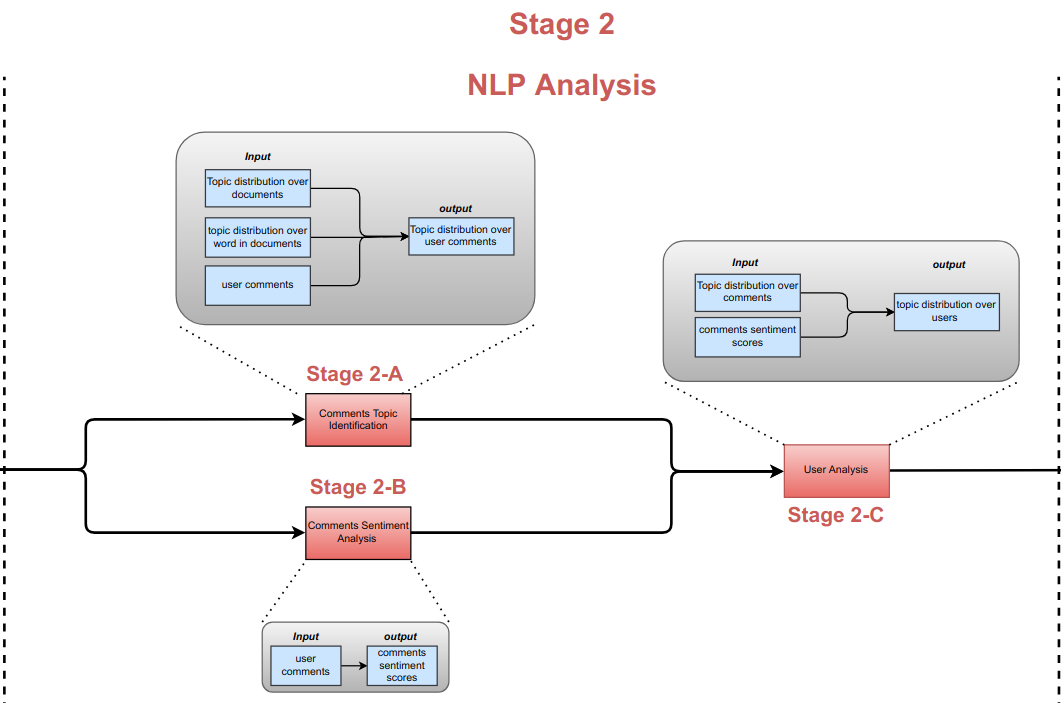 Stage 2
NLP Analysis
Input
Topic distribution over
documents
topic distribution over
word in documents
user comments
output
Topic distribution over
user comments
Input
Topic distribution over
comments
comments sentiment
scores
output
topic distribution over
users
Stage 2-A
Comments Topic
Identification
Stage 2-B
Comments Sentiment
Analysis
User Analysis
Stage 2-C
Input
user
comments
output
comments
sentiment
scores